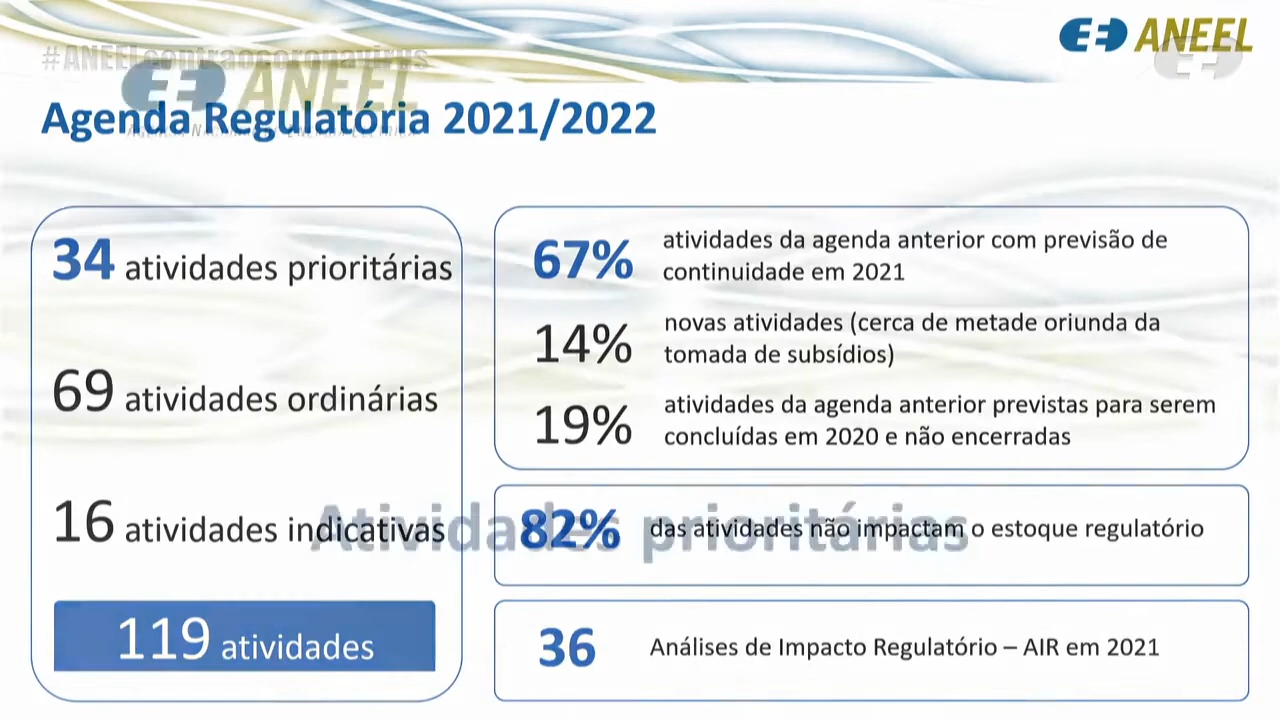 ANEEL
#ANEELcontraocoronavirus
ANEEL
Agenda Regulatória 2021/2022
34 atividades prioritárias
69 atividades ordinárias
16 atividades indicativas
119 atividades
67% atividades da agenda anterior com previsão de
continuidade em 2021
14% novas atividades (cerca de metade oriunda da
tomada de subsídios)
19% atividades da agenda anterior previstas para serem
concluídas em 2020 e não encerradas
Atividades prioritárias
82% das atividades não impactam o estoque regulatório
36 Análises de Impacto Regulatório – AIR em 2021